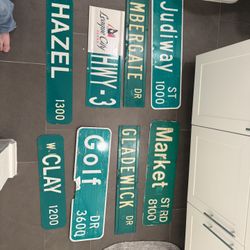 HAZEL
1300
League City
HWY-3
MBERGATE
DR
Judiway
ST
1000
W. CLAY
1200
Golf
DR
3600
GLADEWICK
DR
Market
ST RD
8100